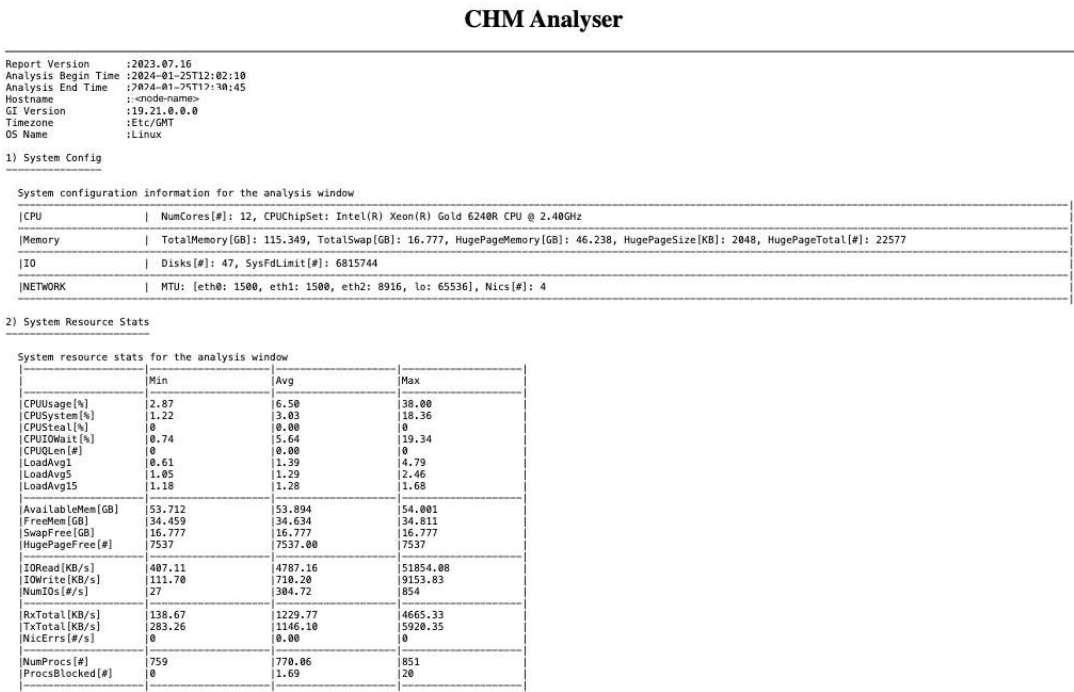 CHM Analyser
Report Version :2023.07.16
Analysis Begin Time :2024-01-25T12:02:10
Analysis End Time :2024-01-25T12:30:45
Hostname :<node-name>
GI Version :19.21.0.0.0
Timezone :Etc/GMT
OS Name :Linux
1) System Config
System configuration information for the analysis window
|CPU | NumCores[#]: 12, CPUChipSet: Intel(R) Xeon(R) Gold 6240R CPU @ 2.40GHz |
|Memory | TotalMemory[GB]: 115.349, TotalSwap[GB]: 16.777, HugePageMemory[GB]: 46.238, HugePageSize[KB]: 2048, HugePageTotal[#]: 22577 |
|IO | Disks[#]: 47, SysFdLimit[#]: 6815744 |
|NETWORK | MTU: [eth0: 1500, eth1: 1500, eth2: 8916, lo: 65536], Nics[#]: 4 |
2) System Resource Stats
System resource stats for the analysis window
| |Min |Avg |Max |
|CPUUsage[%] |2.87 |6.50 |38.00 |
|CPUSystem[%] |1.22 |3.03 |18.36 |
|CPUSteal[%] |0 |0.00 |0 |
|CPUIOWait[%] |0.74 |5.64 |19.34 |
|CPUQLen[#] |0 |0.00 |0 |
|LoadAvg1 |0.61 |1.39 |4.79 |
|LoadAvg5 |1.05 |1.29 |2.46 |
|LoadAvg15 |1.18 |1.28 |1.68 |
|AvailableMem[GB] |53.712 |53.894 |54.001 |
|FreeMem[GB] |34.459 |34.634 |34.811 |
|SwapFree[GB] |16.777 |16.777 |16.777 |
|HugePageFree[#] |7537 |7537.00 |7537 |
|IORead[KB/s] |407.11 |4787.16 |51854.08 |
|IOWrite[KB/s] |111.70 |710.20 |9153.83 |
|NumIOs[#/s] |27 |304.72 |854 |
|RxTotal[KB/s] |138.67 |1229.77 |4665.33 |
|TxTotal[KB/s] |283.26 |1146.10 |5920.35 |
|NicErrs[#/s] |0 |0.00 |0 |
|NumProcs[#] |759 |770.06 |851 |
|ProcsBlocked[#] |0 |1.69 |20 |